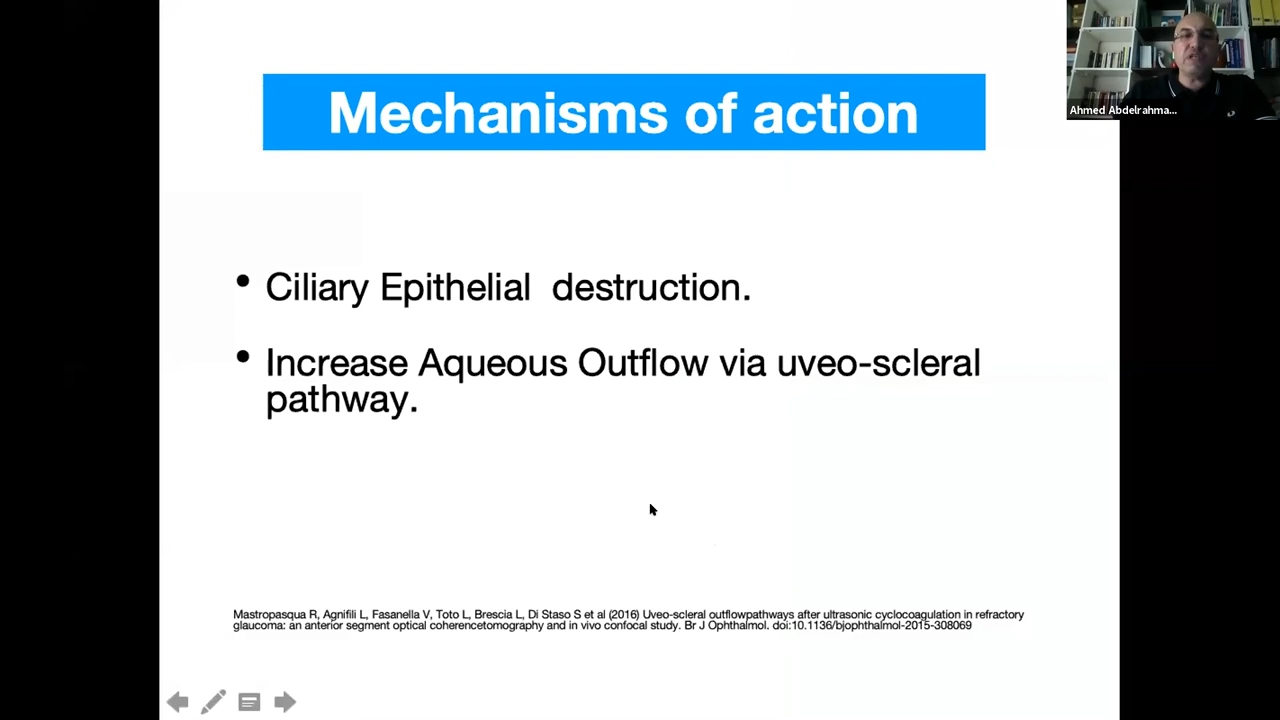 Mechanisms of action
Ahmed Abdelrahma...
• Ciliary Epithelial destruction.
• Increase Aqueous Outflow via uveo-scleral
pathway.
Mastropasqua R, Agnifili L, Fasanella V, Toto L, Brescia L, Di Staso S et al (2016) Uveo-scleral outflowpathways after ultrasonic cyclocoagulation in refractory
glaucoma: an anterior segment optical coherencetomography and in vivo confocal study. Br J Ophthalmol. doi:10.1136/bjophthalmol-2015-308069